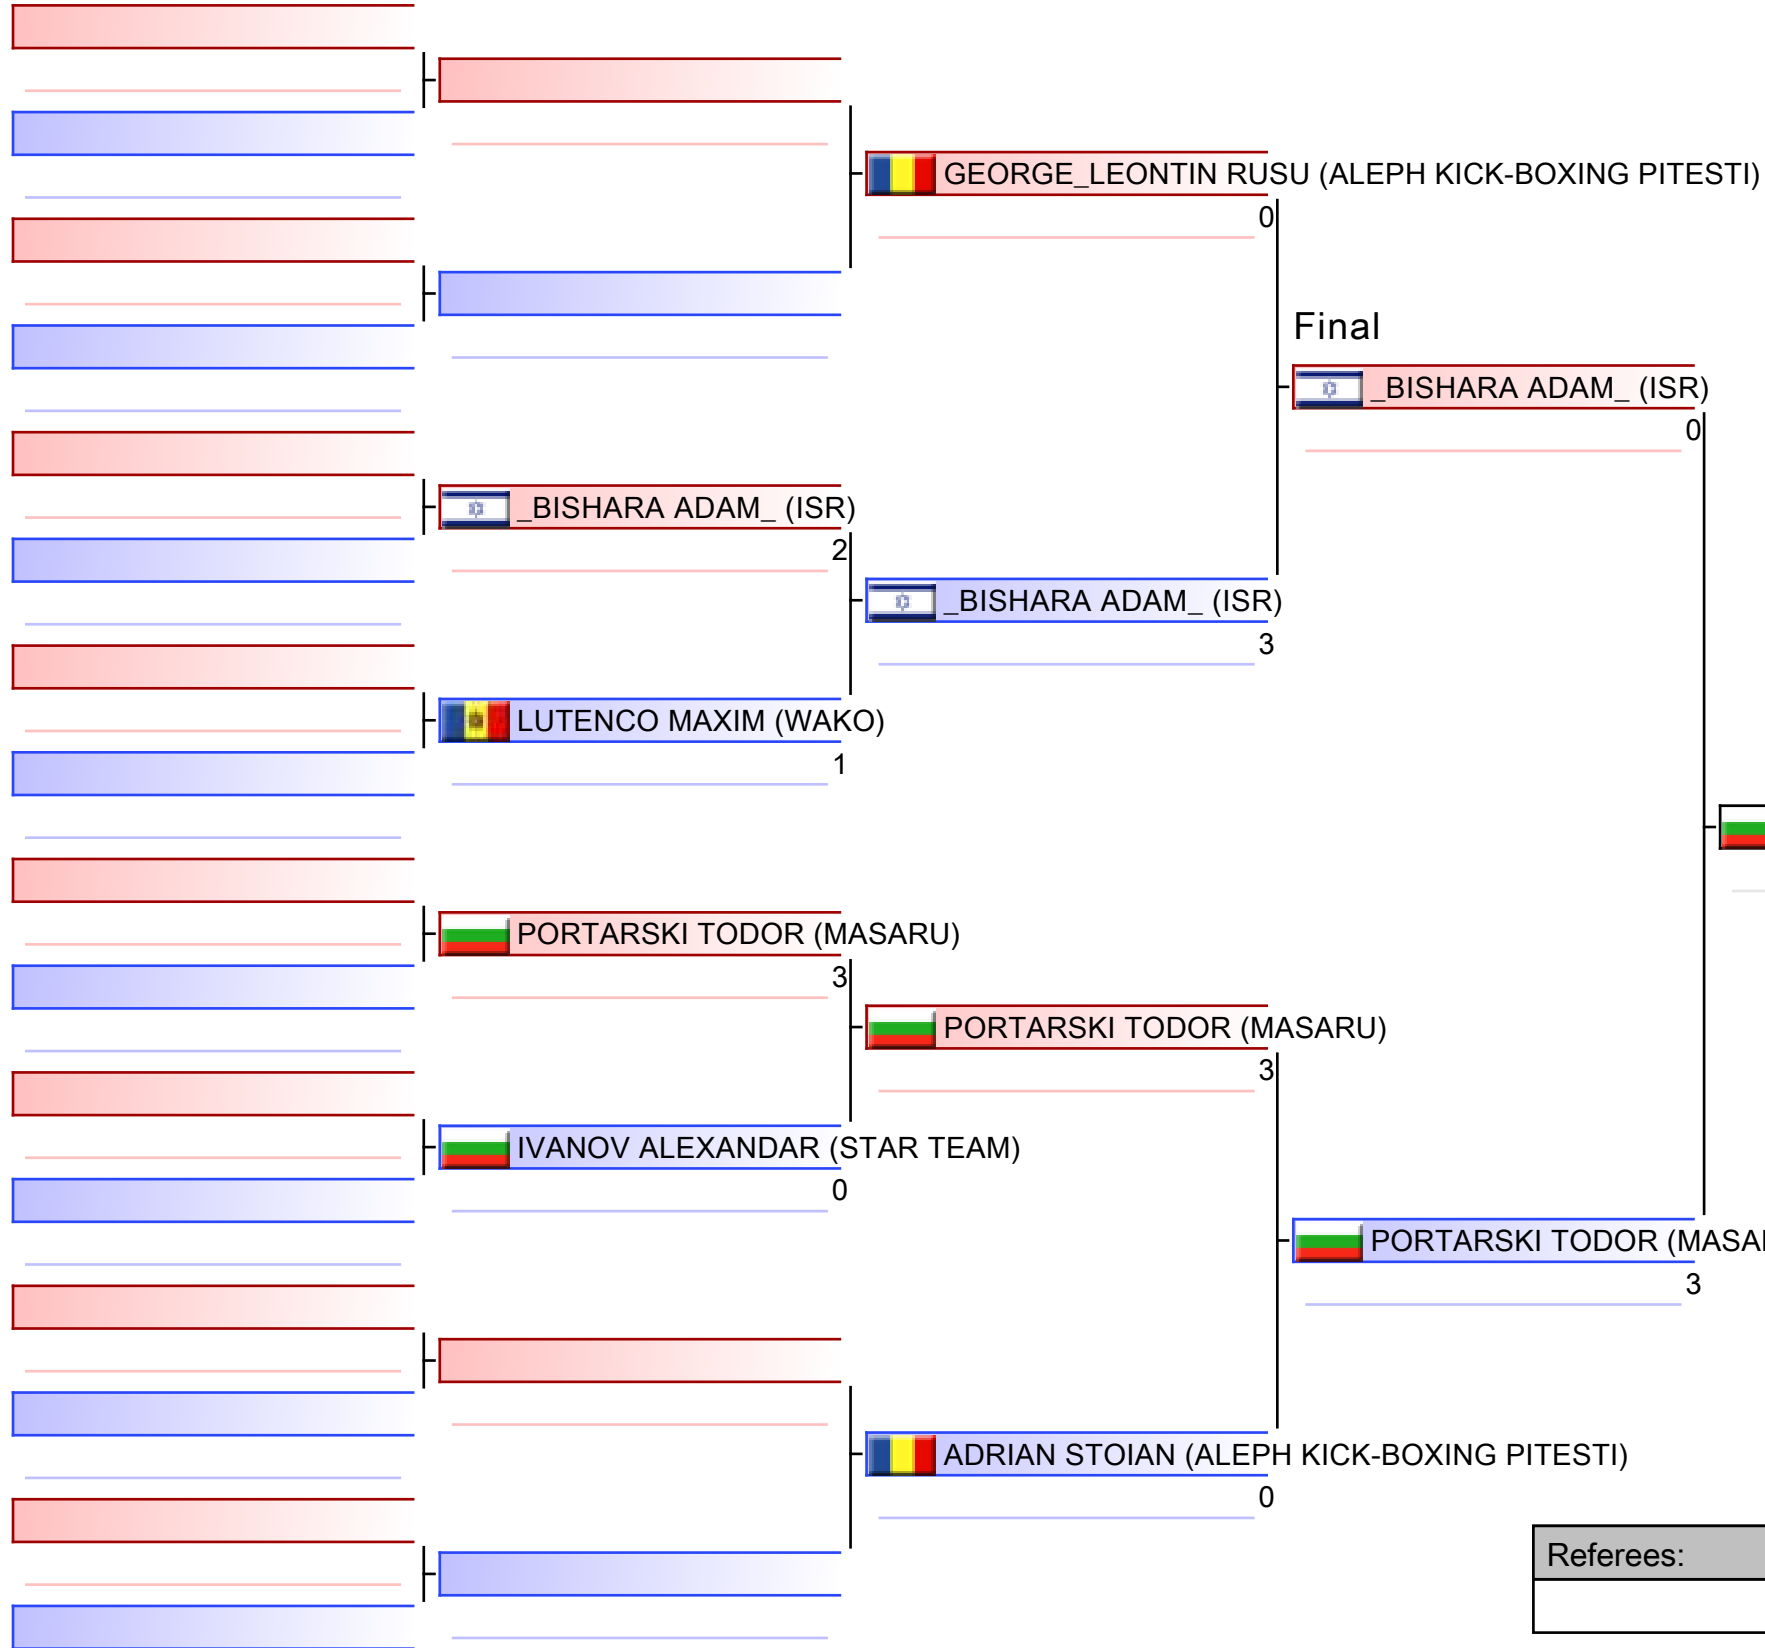 GEORGE_LEONTIN RUSU (ALEPH KICK-BOXING PITESTI)
0
Final
_BISHARA ADAM_ (ISR)
0
_BISHARA ADAM_ (ISR)
2
_BISHARA ADAM_ (ISR)
3
LUTENCO MAXIM (WAKO)
1
PORTARSKI TODOR (MASARU)
3
PORTARSKI TODOR (MASARU)
3
IVANOV ALEXANDAR (STAR TEAM)
0
PORTARSKI TODOR (MASA
3
ADRIAN STOIAN (ALEPH KICK-BOXING PITESTI)
0
Referees: